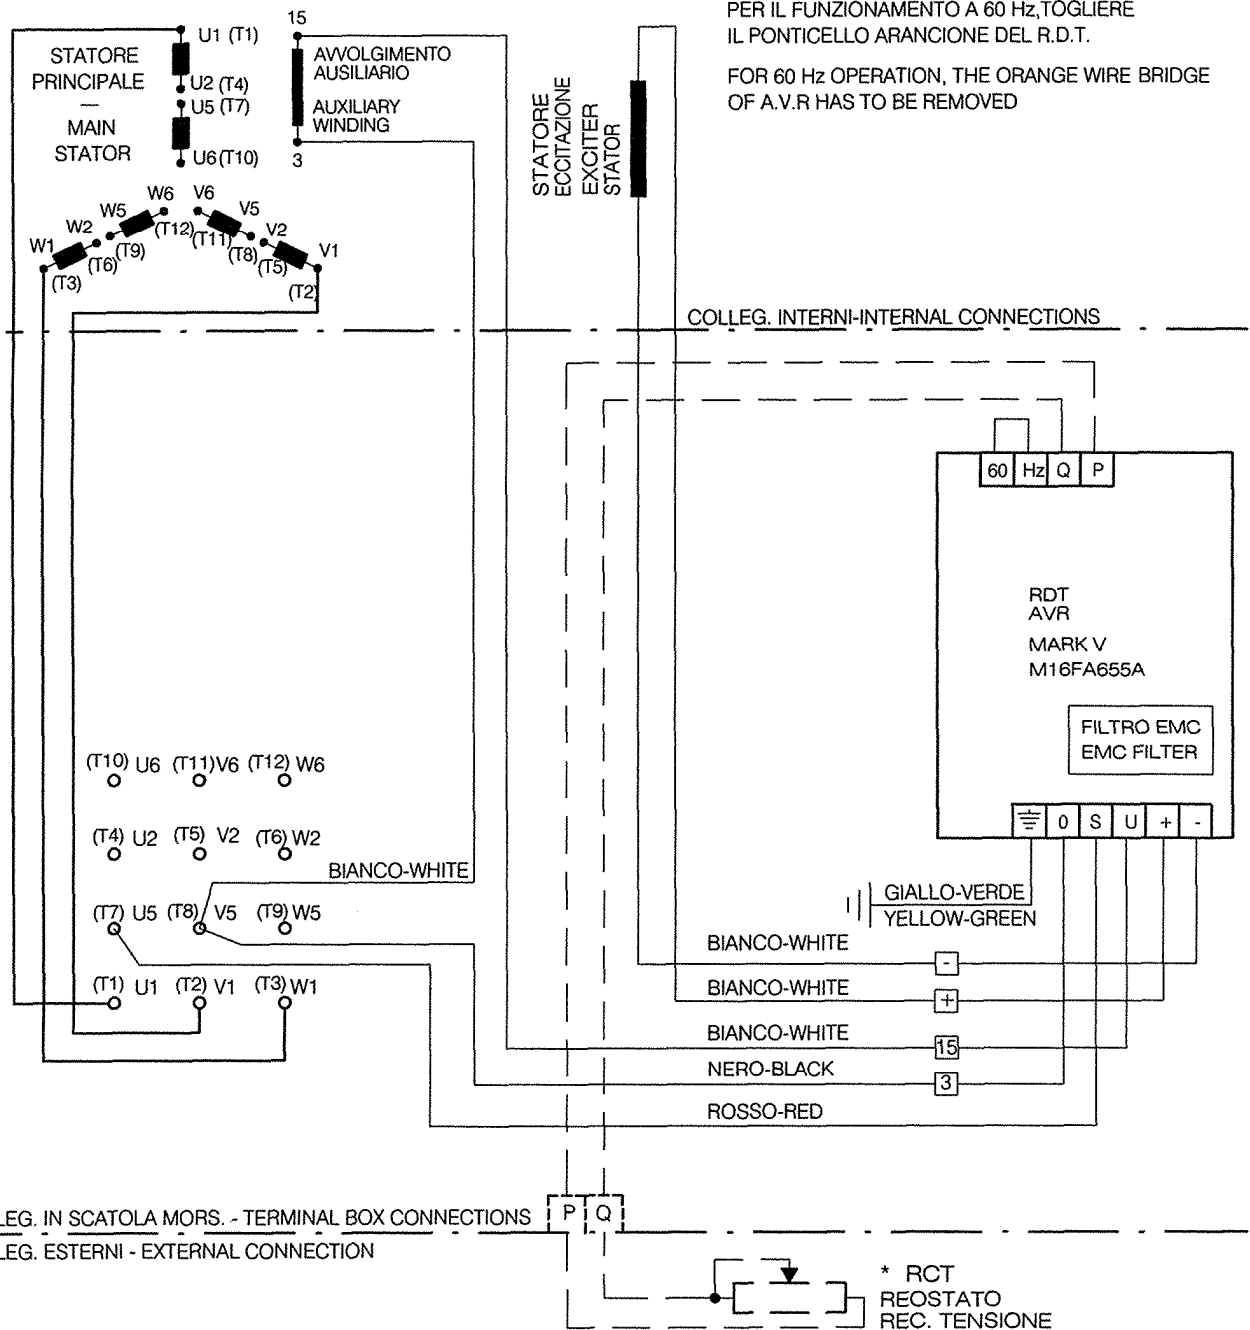 PER IL FUNZIONAMENTO A 60 Hz,TOGLIERE
IL PONTICELLO ARANCIONE DEL R.D.T.
FOR 60 Hz OPERATION, THE ORANGE WIRE BRIDGE
OF A.V.R HAS TO BE REMOVED
STATORE
PRINCIPALE
—
MAIN
STATOR
U1 (T1)
U2 (T4)
U5 (T7)
U6(T10)
15
AVVOLGIMENTO
AUSILIARIO
AUXILIARY
WINDING
3
STATORE
ECCITAZIONE
EXCITER
STATOR
W6
V6
W5
(T12)
(T11)
V5
W2
(T9)
(T8)
V2
W1
(T6)
(T5)
V1
(T3)
(T2)
COLLEG. INTERNI-INTERNAL CONNECTIONS
60 Hz Q P
RDT
AVR
MARK V
M16FA655A
FILTRO EMC
EMC FILTER
0 S U + -
(T10) U6 (T11)V6 (T12) W6
(T4) U2 (T5) V2 (T6) W2
BIANCO-WHITE
(T7) U5 (T8) V5 (T9) W5
(T1) U1 (T2) V1 (T3) W1
GIALLO-VERDE
YELLOW-GREEN
BIANCO-WHITE -
BIANCO-WHITE +
BIANCO-WHITE 15
NERO-BLACK 3
ROSSO-RED
LEG. IN SCATOLA MORS. - TERMINAL BOX CONNECTIONS
P Q
LEG. ESTERNI - EXTERNAL CONNECTION
* RCT
REOSTATO
REC. TENSIONE